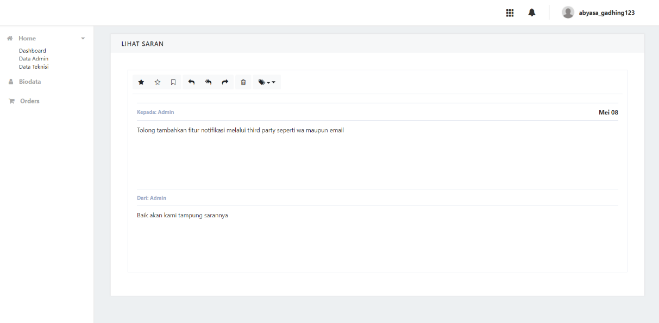 abyasa_gadhing123
Home
Dashboard
Data Admin
Data Teknisi
Biodata
Orders
LIHAT SARAN
Kepada: Admin
Mei 08
Tolong tambahkan fitur notifikasi melalui third party seperti wa maupun email
Dari: Admin
Baik akan kami tampung sarannya